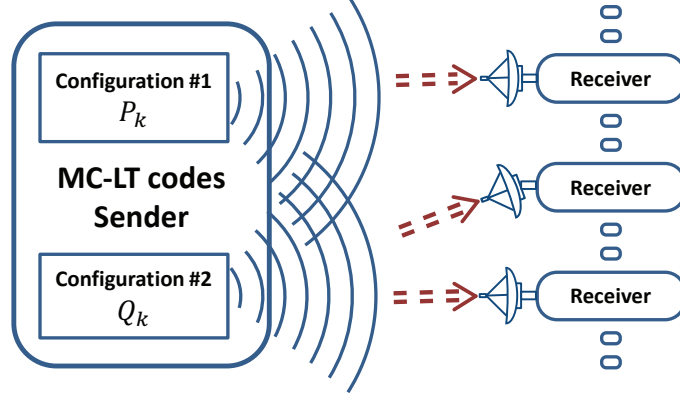 Configuration #1
P_k
MC-LT codes
Sender
Configuration #2
Q_k
Receiver
Receiver
Receiver